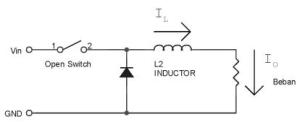 I_L
Vin
1 2
Open Switch
L2
INDUCTOR
I_O
Beban
GND